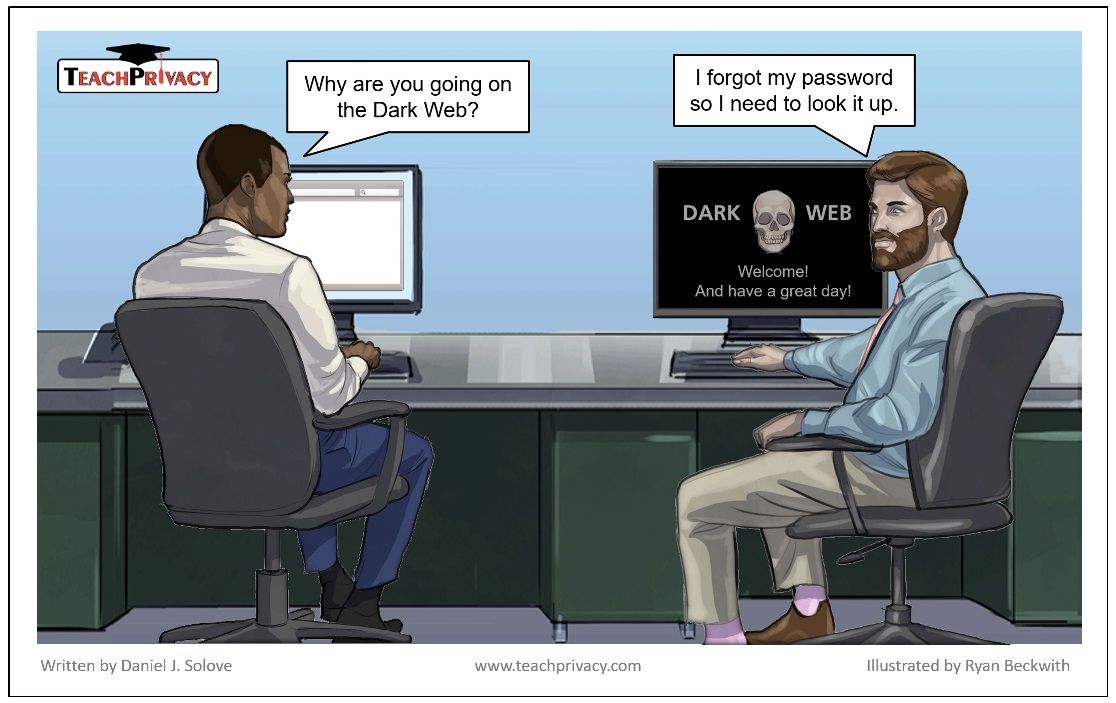 TEACHPRIVACY
Why are you going on
the Dark Web?
I forgot my password
so I need to look it up.
DARK WEB
Welcome!
And have a great day!
Written by Daniel J. Solove
www.teachprivacy.com
Illustrated by Ryan Beckwith